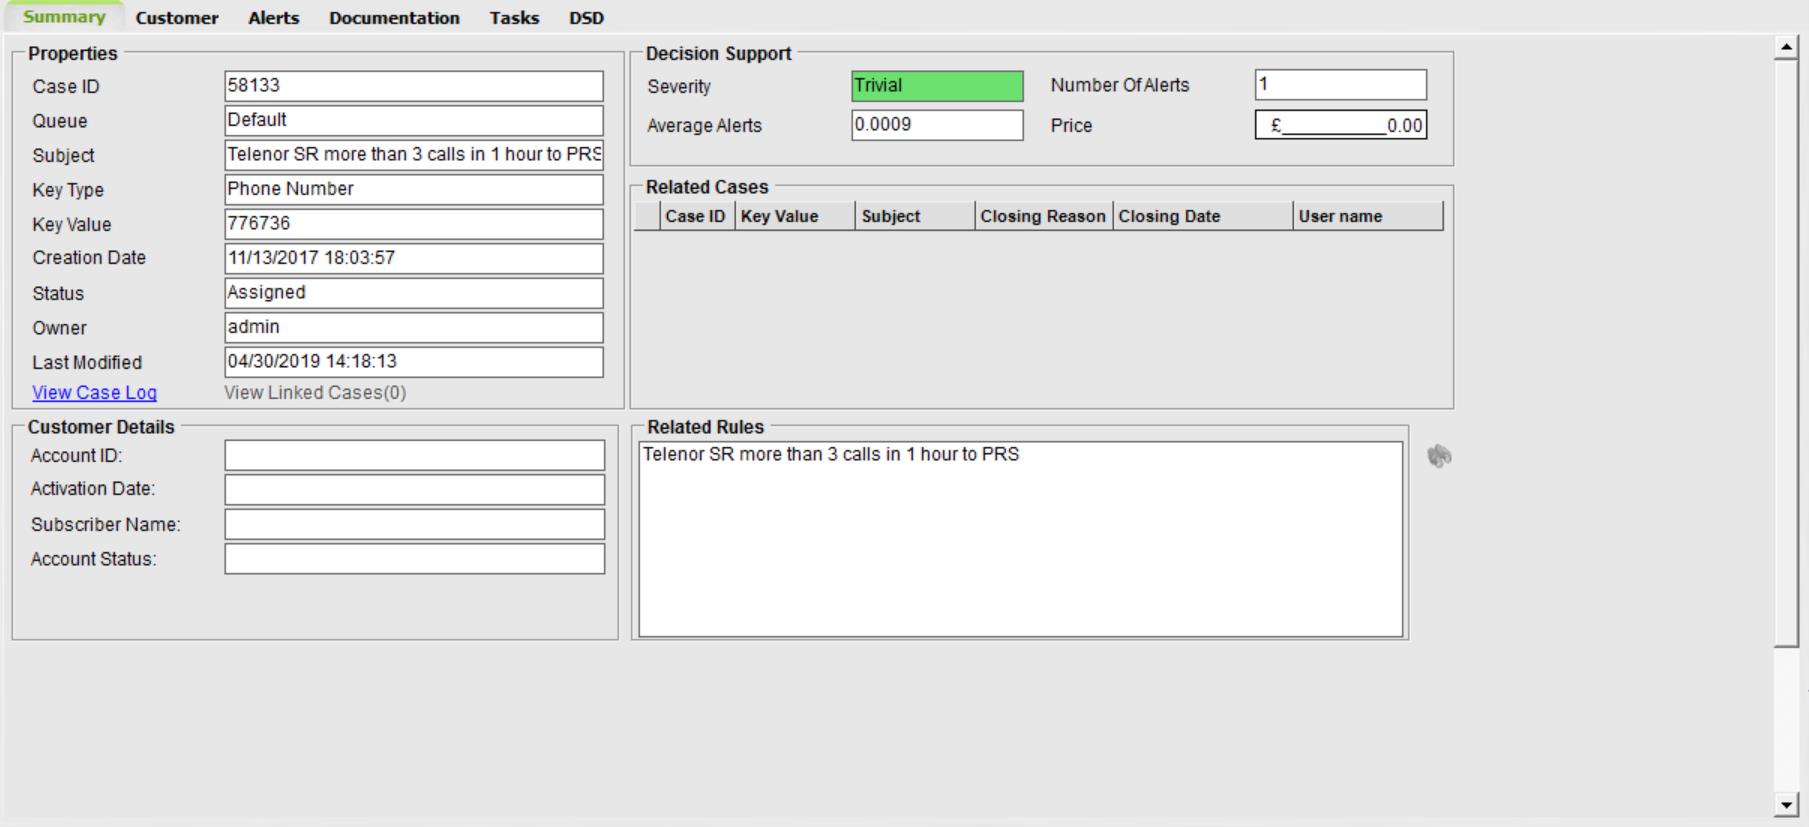 Summary Customer Alerts Documentation Tasks DSD
Properties
Case ID 58133
Queue Default
Subject Telenor SR more than 3 calls in 1 hour to PRS
Key Type Phone Number
Key Value 776736
Creation Date 11/13/2017 18:03:57
Status Assigned
Owner admin
Last Modified 04/30/2019 14:18:13
View Case Log View Linked Cases(0)
Decision Support
Severity Trivial Number Of Alerts 1
Average Alerts 0.0009 Price £__________0.00
Related Cases
Case ID Key Value Subject Closing Reason Closing Date User name
Customer Details
Account ID:
Activation Date:
Subscriber Name:
Account Status:
Related Rules
Telenor SR more than 3 calls in 1 hour to PRS